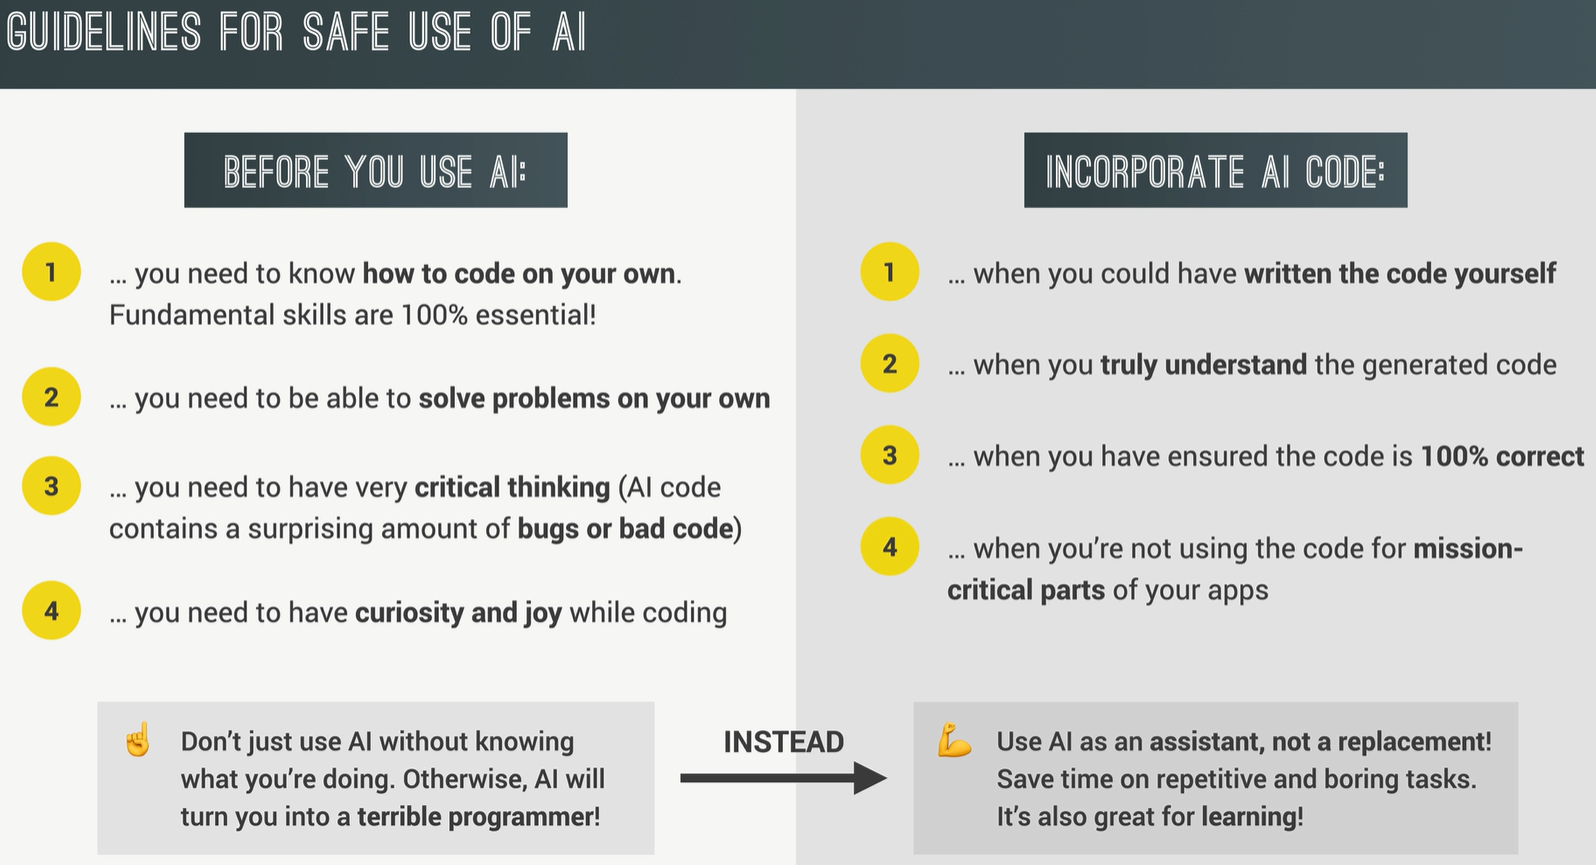 GUIDELINES FOR SAFE USE OF AI
BEFORE YOU USE AI:
1
... you need to know how to code on your own.
Fundamental skills are 100% essential!
2
... you need to be able to solve problems on your own
3
... you need to have very critical thinking (AI code
contains a surprising amount of bugs or bad code)
4
... you need to have curiosity and joy while coding
☝️ Don’t just use AI without knowing
what you’re doing. Otherwise, AI will
turn you into a terrible programmer!
INSTEAD
INCORPORATE AI CODE:
1
... when you could have written the code yourself
2
... when you truly understand the generated code
3
... when you have ensured the code is 100% correct
4
... when you’re not using the code for mission-
critical parts of your apps
💪 Use AI as an assistant, not a replacement!
Save time on repetitive and boring tasks.
It’s also great for learning!